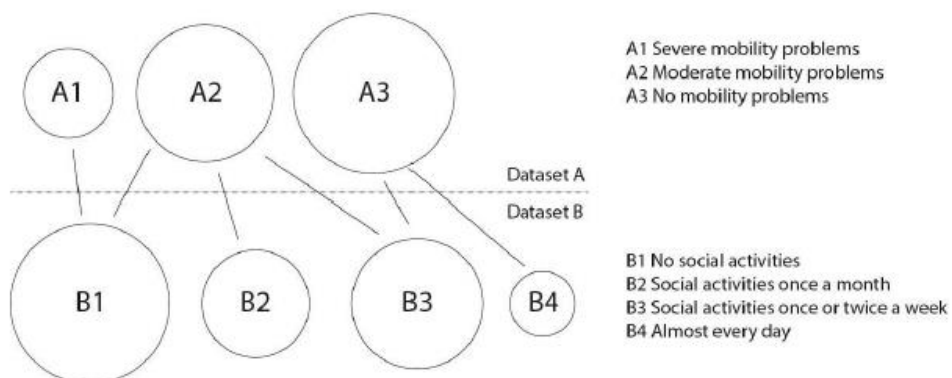 A1
A2
A3
A1 Severe mobility problems
A2 Moderate mobility problems
A3 No mobility problems
Dataset A
Dataset B
B1
B2
B3
B4
B1 No social activities
B2 Social activities once a month
B3 Social activities once or twice a week
B4 Almost every day